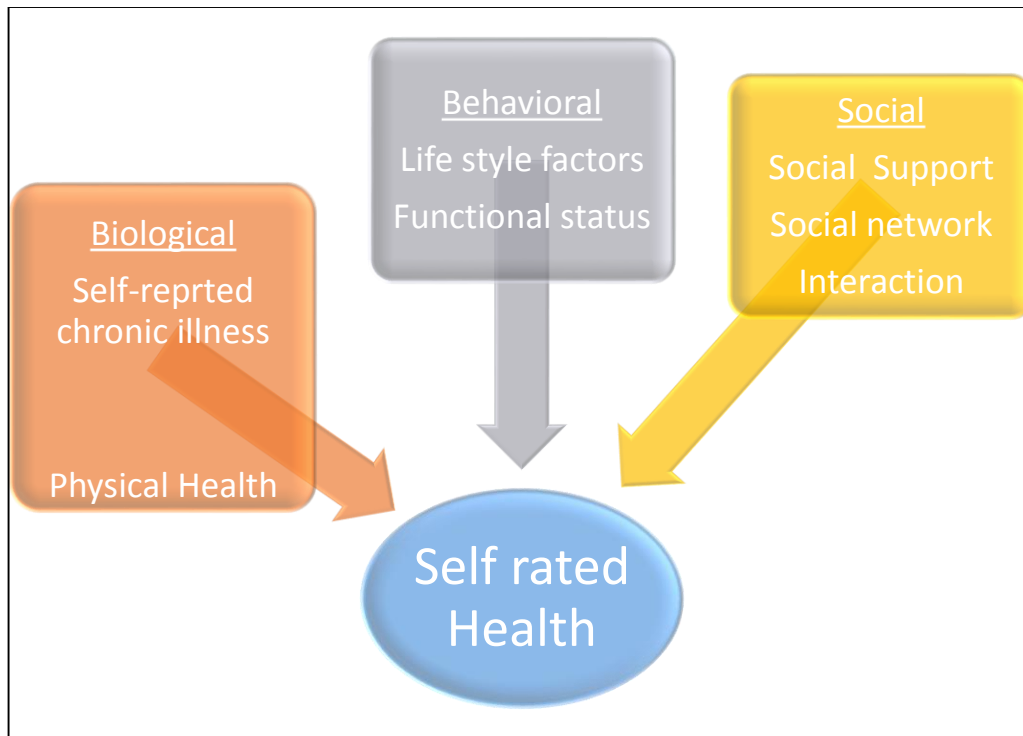 Biological
Self-reprted
chronic illness
Physical Health
Behavioral
Life style factors
Functional status
Social
Social  Support
Social network
Interaction
Self rated
Health